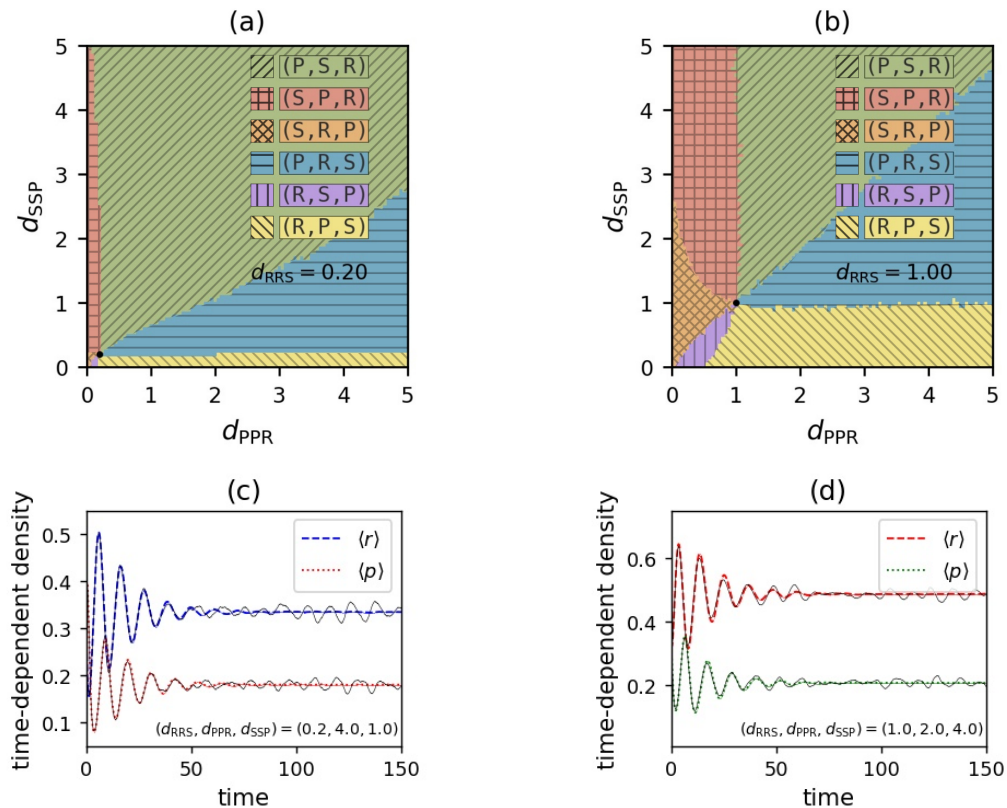 (a)
5
4
3
2
1
0
d_SSP
(P,S,R)
(S,P,R)
(S,R,P)
(P,R,S)
(R,S,P)
(R,P,S)
d_RRS = 0.20
0 1 2 3 4 5
d_PPR
(b)
5
4
3
2
1
0
d_SSP
(P,S,R)
(S,P,R)
(S,R,P)
(P,R,S)
(R,S,P)
(R,P,S)
d_RRS = 1.00
0 1 2 3 4 5
d_PPR
(c)
time-dependent density
0.5
0.4
0.3
0.2
0.1
⟨r⟩
⟨p⟩
(d_RRS, d_PPR, d_SSP) = (0.2, 4.0, 1.0)
0 50 100 150
time
(d)
time-dependent density
0.6
0.4
0.2
⟨r⟩
⟨p⟩
(d_RRS, d_PPR, d_SSP) = (1.0, 2.0, 4.0)
0 50 100 150
time